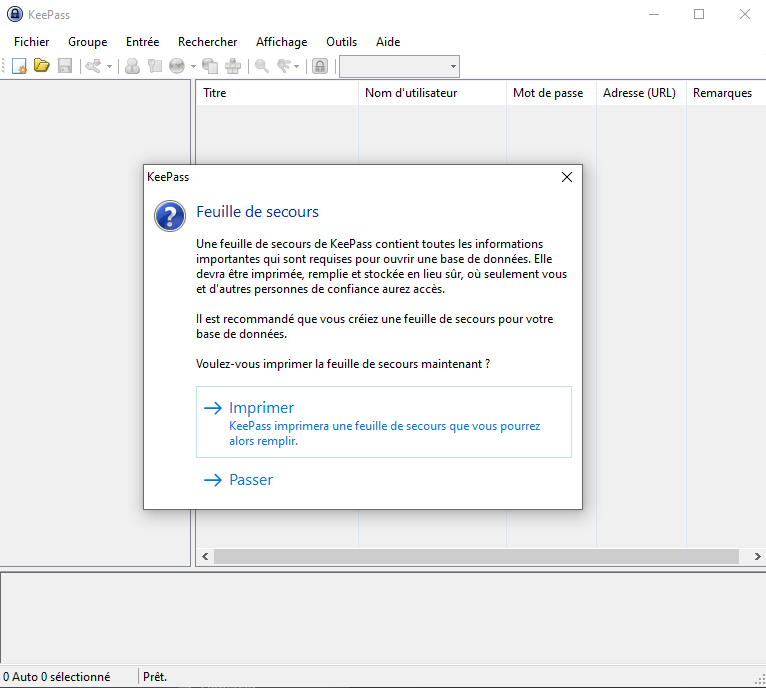 KeePass
Fichier Groupe Entrée Rechercher Affichage Outils Aide
Titre Nom d'utilisateur Mot de passe Adresse (URL) Remarques
KeePass
Feuille de secours
Une feuille de secours de KeePass contient toutes les informations
importantes qui sont requises pour ouvrir une base de données. Elle
devra être imprimée, remplie et stockée en lieu sûr, où seulement vous
et d'autres personnes de confiance aurez accès.
Il est recommandé que vous créiez une feuille de secours pour votre
base de données.
Voulez-vous imprimer la feuille de secours maintenant ?
Imprimer
KeePass imprimera une feuille de secours que vous pourrez
alors remplir.
Passer
0 Auto 0 sélectionné Prêt.